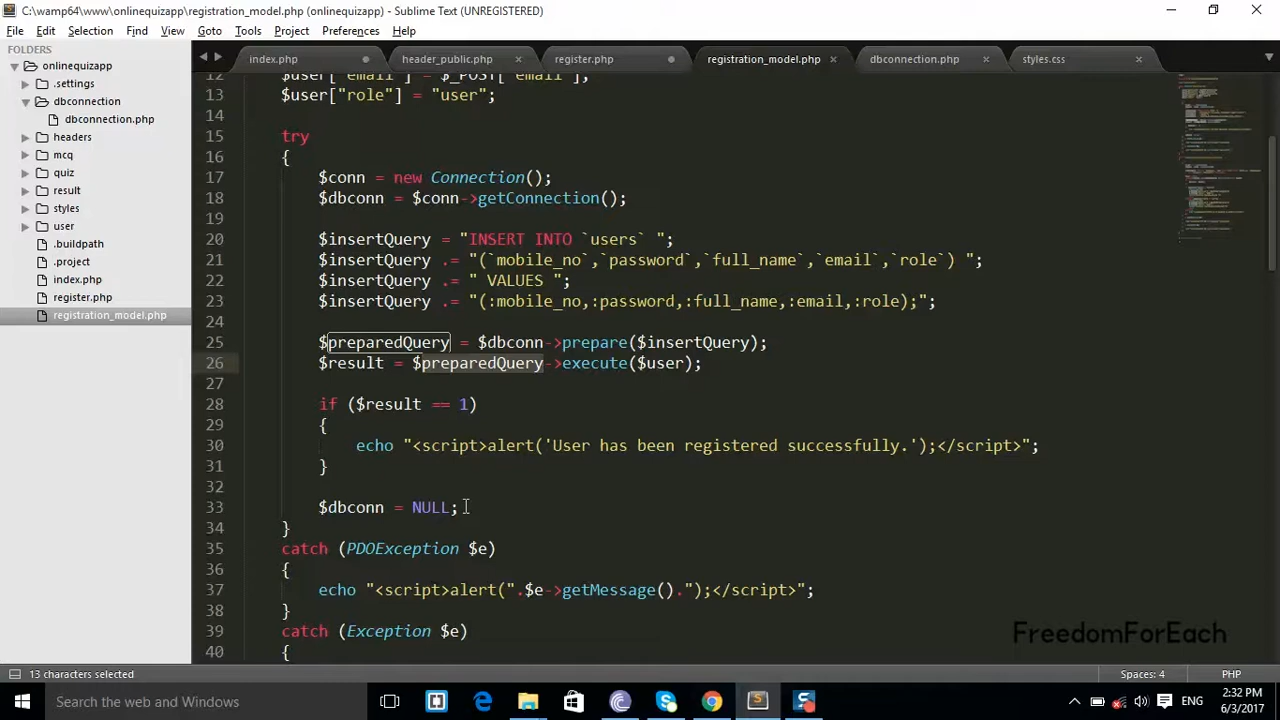 C:\wamp64\www\onlinequizapp\registration_model.php (onlinequizapp) - Sublime Text (UNREGISTERED)
File Edit Selection Find View Goto Tools Project Preferences Help
FOLDERS
onlinequizapp
.settings
dbconnection
dbconnection.php
headers
mcq
quiz
result
styles
user
.buildpath
.project
index.php
register.php
registration_model.php
index.php header_public.php register.php registration_model.php dbconnection.php styles.css
12 $user["email"] = $_POST["email"];
13 $user["role"] = "user";
14
15 try
16 {
17 $conn = new Connection();
18 $dbconn = $conn->getConnection();
19
20 $insertQuery = "INSERT INTO `users` ";
21 $insertQuery .= "(`mobile_no`,`password`,`full_name`,`email`,`role`) ";
22 $insertQuery .= " VALUES ";
23 $insertQuery .= "(:mobile_no,:password,:full_name,:email,:role);";
24
25 $preparedQuery = $dbconn->prepare($insertQuery);
26 $result = $preparedQuery->execute($user);
27
28 if ($result == 1)
29 {
30 echo "<script>alert('User has been registered successfully.');</script>";
31 }
32
33 $dbconn = NULL;
34 }
35 catch (PDOException $e)
36 {
37 echo "<script>alert(".$e->getMessage().");</script>";
38 }
39 catch (Exception $e)
40 {
FreedomForEach
13 characters selected Spaces: 4 PHP
Search the web and Windows
ENG
2:32 PM
6/3/2017